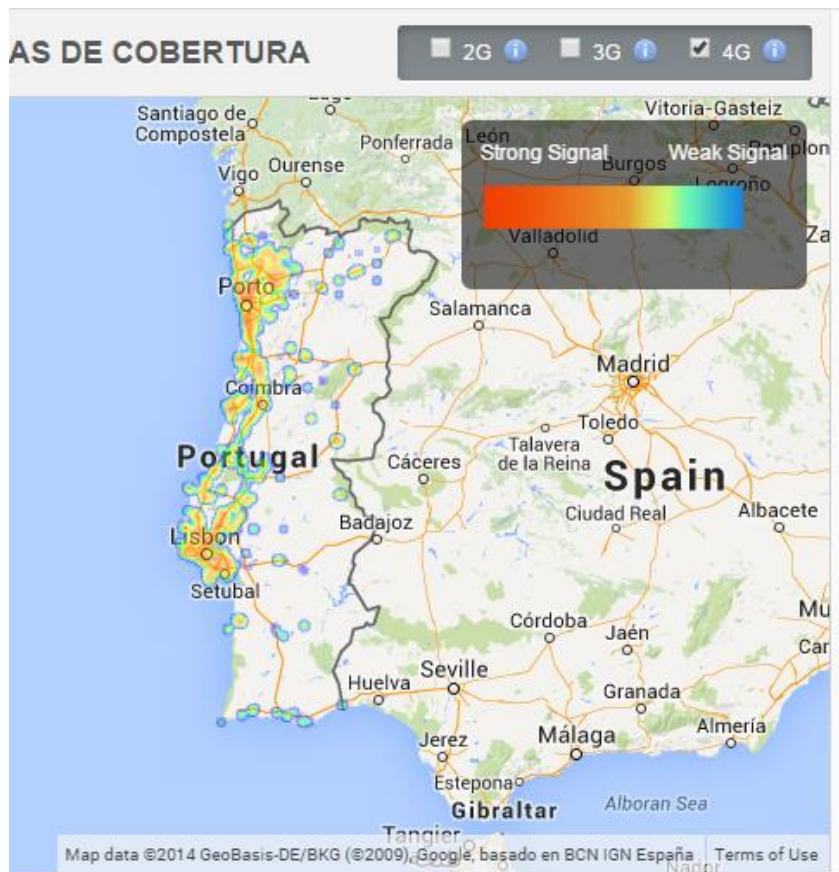 AS DE COBERTURA
2G
3G
4G
Santiago de
Compostela
Ponferrada
León
Vitoria-Gasteiz
Strong Signal
Weak Signal
Vigo
Ourense
Burgos
Logroño
Valladolid
Za
Porto
Salamanca
Madrid
Coimbra
Toledo
Portugal
Talavera
de la Reina
Cáceres
Spain
Ciudad Real
Albacete
Badajoz
Lisbon
Setubal
Mu
Córdoba
Jaén
Car
Seville
Huelva
Granada
Almería
Málaga
Jerez
Estepona
Gibraltar
Alboran Sea
Tangier
Map data ©2014 GeoBasis-DE/BKG (©2009), Google, basado en BCN IGN España
Terms of Use
Nador